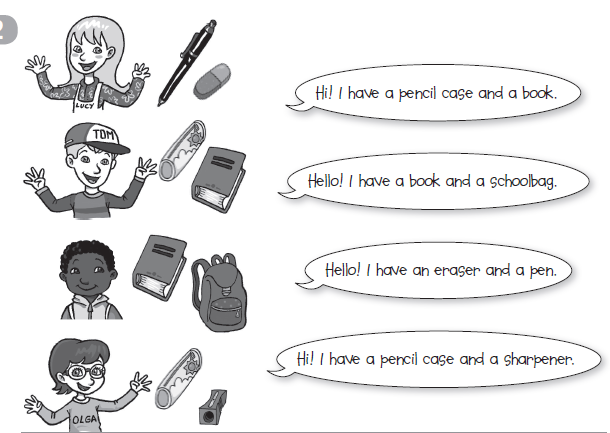 2
LUCY
Hi! I have a pencil case and a book.
TOM
Hello! I have a book and a schoolbag.
Hello! I have an eraser and a pen.
Hi! I have a pencil case and a sharpener.
OLGA